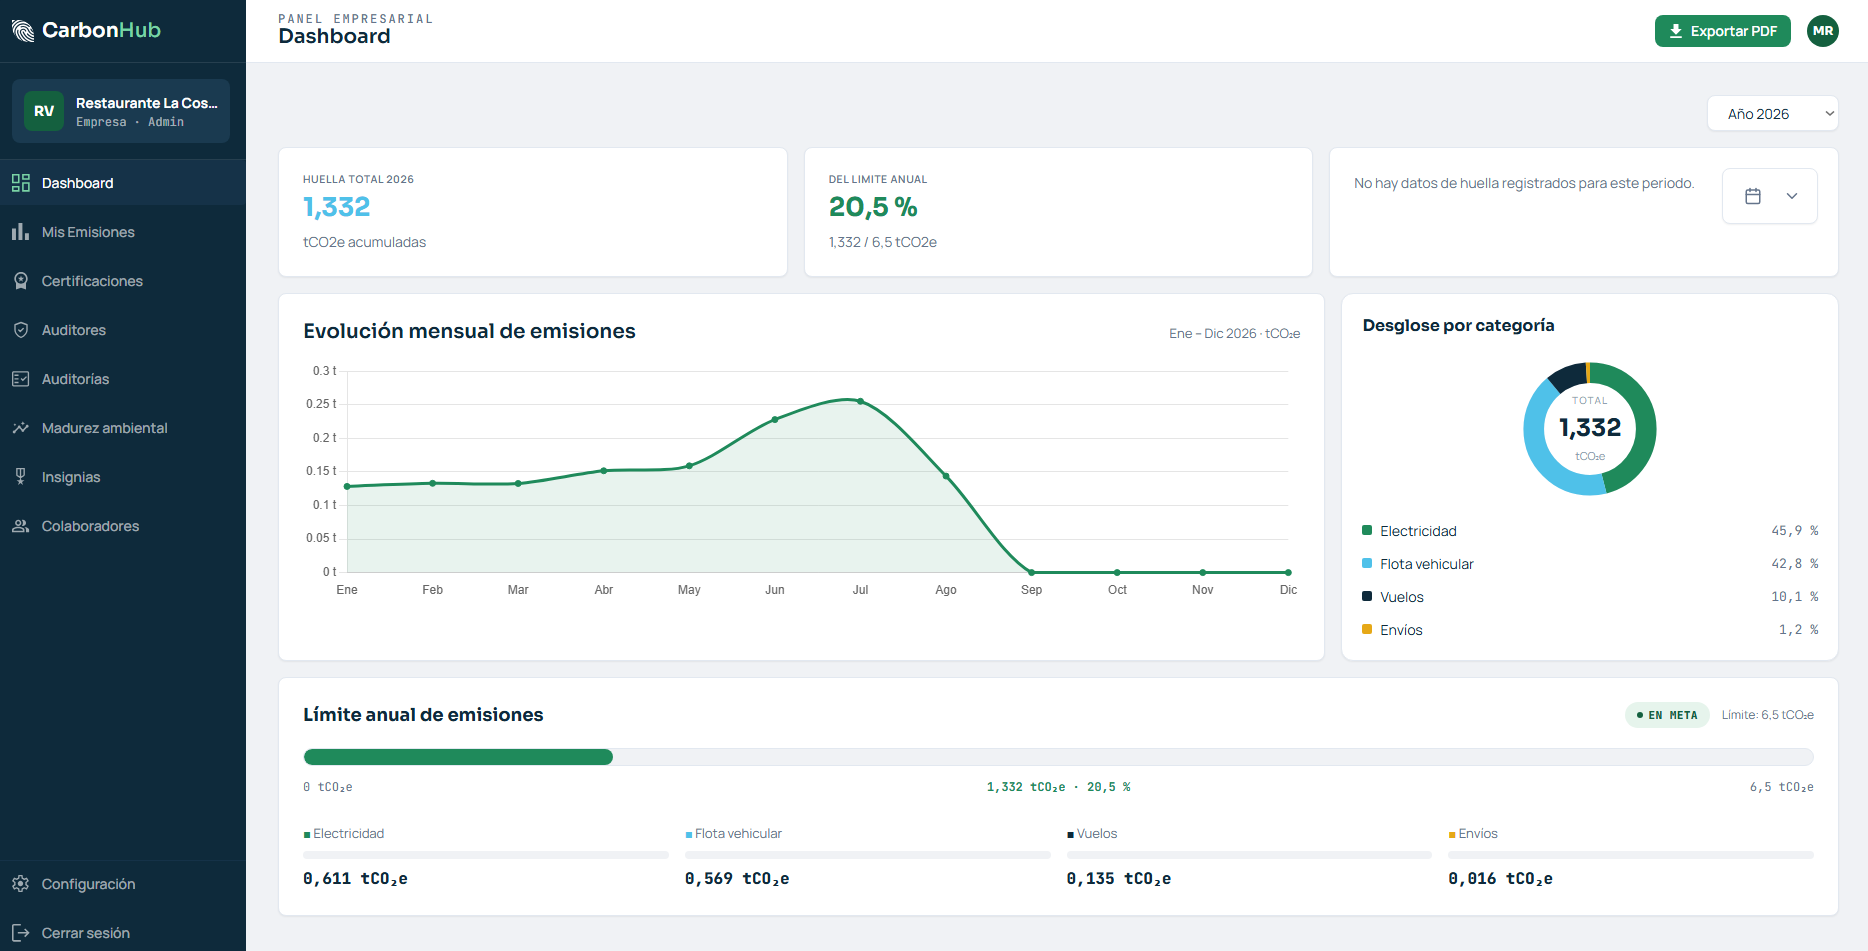 CarbonHub
RV
Restaurante La Cos...
Empresa · Admin
Dashboard
Mis Emisiones
Certificaciones
Auditores
Auditorías
Madurez ambiental
Insignias
Colaboradores
Configuración
Cerrar sesión
PANEL EMPRESARIAL
Dashboard
Exportar PDF
MR
Año 2026
HUELLA TOTAL 2026
1,332
tCO2e acumuladas
DEL LIMITE ANUAL
20,5 %
1,332 / 6,5 tCO2e
No hay datos de huella registrados para este periodo.
Evolución mensual de emisiones
Ene – Dic 2026 · tCO₂e
0.3 t
0.25 t
0.2 t
0.15 t
0.1 t
0.05 t
0 t
Ene Feb Mar Abr May Jun Jul Ago Sep Oct Nov Dic
Desglose por categoría
TOTAL
1,332
tCO₂e
Electricidad 45,9 %
Flota vehicular 42,8 %
Vuelos 10,1 %
Envíos 1,2 %
Límite anual de emisiones
EN META
Límite: 6,5 tCO₂e
0 tCO₂e
1,332 tCO₂e · 20,5 %
6,5 tCO₂e
Electricidad
0,611 tCO₂e
Flota vehicular
0,569 tCO₂e
Vuelos
0,135 tCO₂e
Envíos
0,016 tCO₂e